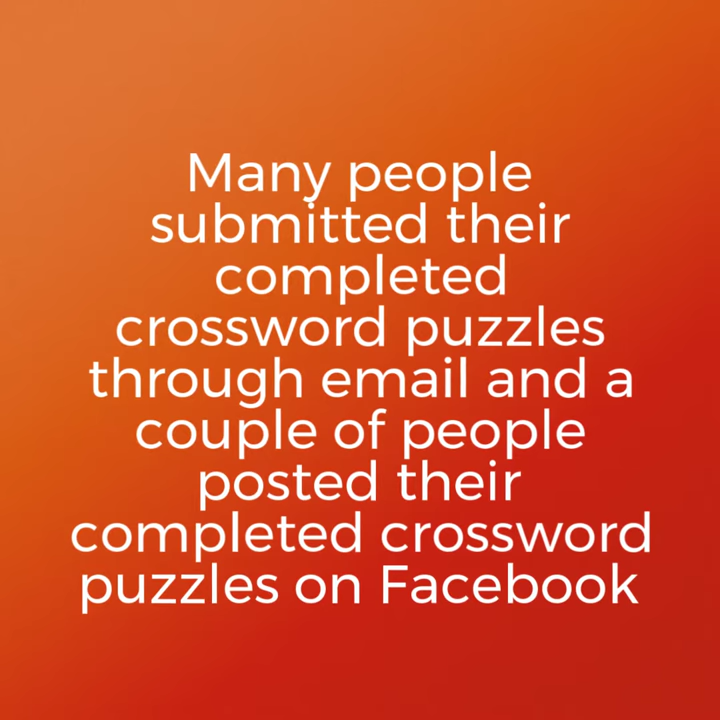 Many people
submitted their
completed
crossword puzzles
through email and a
couple of people
posted their
completed crossword
puzzles on Facebook